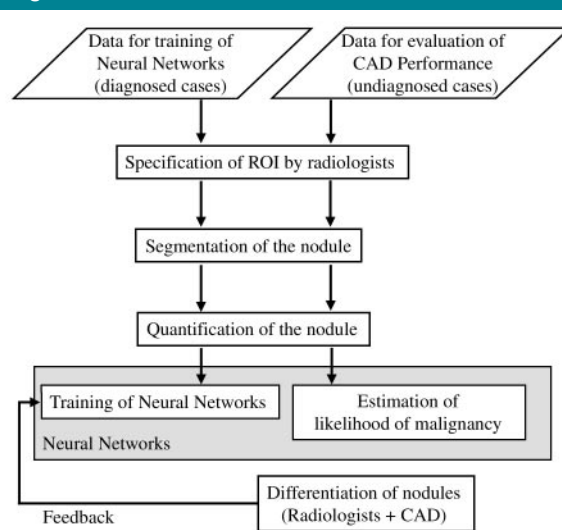 Data for training of
Neural Networks
(diagnosed cases)
Data for evaluation of
CAD Performance
(undiagnosed cases)
Specification of ROI by radiologists
Segmentation of the nodule
Quantification of the nodule
Training of Neural Networks
Estimation of
likelihood of malignancy
Neural Networks
Differentiation of nodules
(Radiologists + CAD)
Feedback